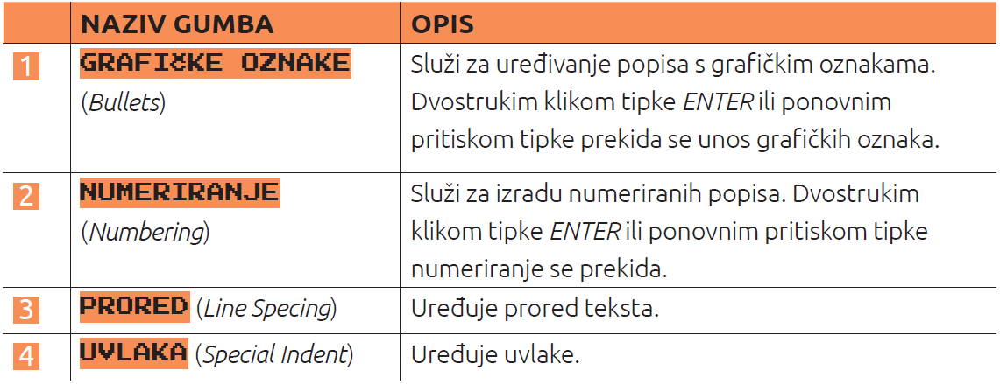 NAZIV GUMBA OPIS
1 GRAFIČKE OZNAKE Služi za uređivanje popisa s grafičkim oznakama.
(Bullets) Dvostrukim klikom tipke ENTER ili ponovnim
pritiskom tipke prekida se unos grafičkih oznaka.
2 NUMERIRANJE Služi za izradu numeriranih popisa. Dvostrukim
(Numbering) klikom tipke ENTER ili ponovnim pritiskom tipke
numeriranje se prekida.
3 PRORED (Line Specing) Uređuje prored teksta.
4 UVLAKA (Special Indent) Uređuje uvlake.